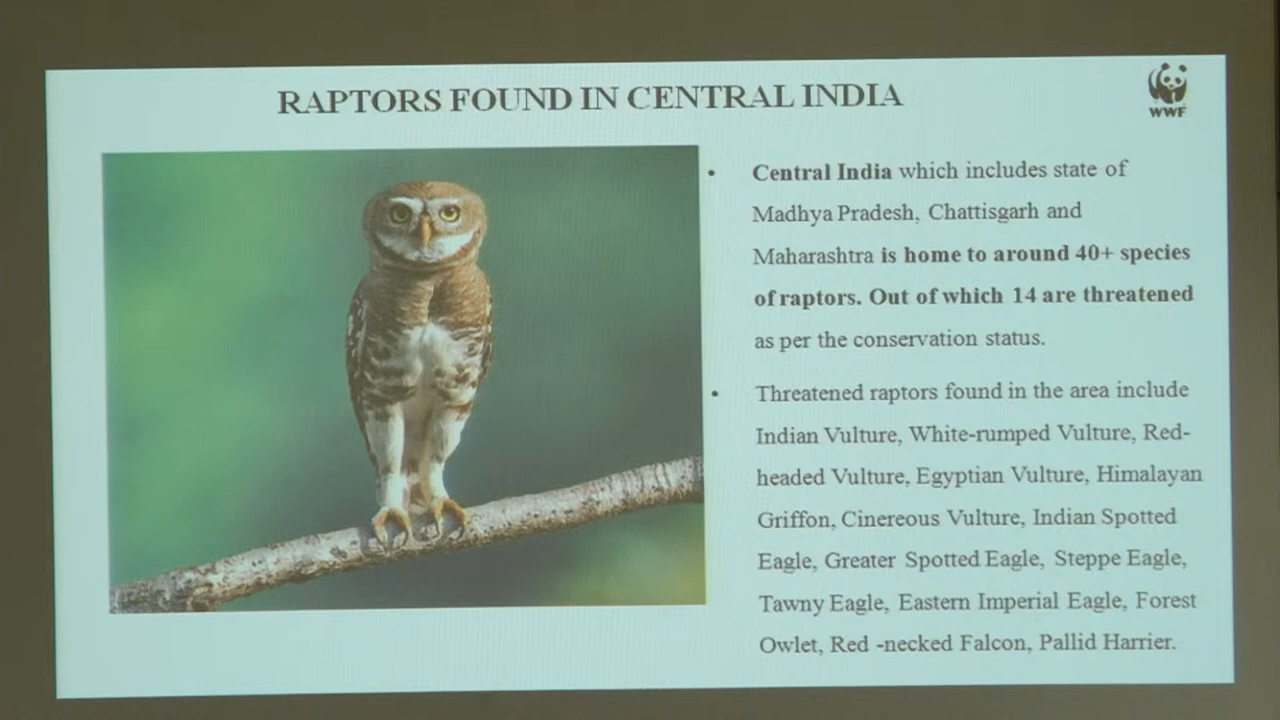 RAPTORS FOUND IN CENTRAL INDIA
WWF
• Central India which includes state of
Madhya Pradesh, Chattisgarh and
Maharashtra is home to around 40+ species
of raptors. Out of which 14 are threatened
as per the conservation status.
• Threatened raptors found in the area include
Indian Vulture, White-rumped Vulture, Red-
headed Vulture, Egyptian Vulture, Himalayan
Griffon, Cinereous Vulture, Indian Spotted
Eagle, Greater Spotted Eagle, Steppe Eagle,
Tawny Eagle, Eastern Imperial Eagle, Forest
Owlet, Red -necked Falcon, Pallid Harrier.